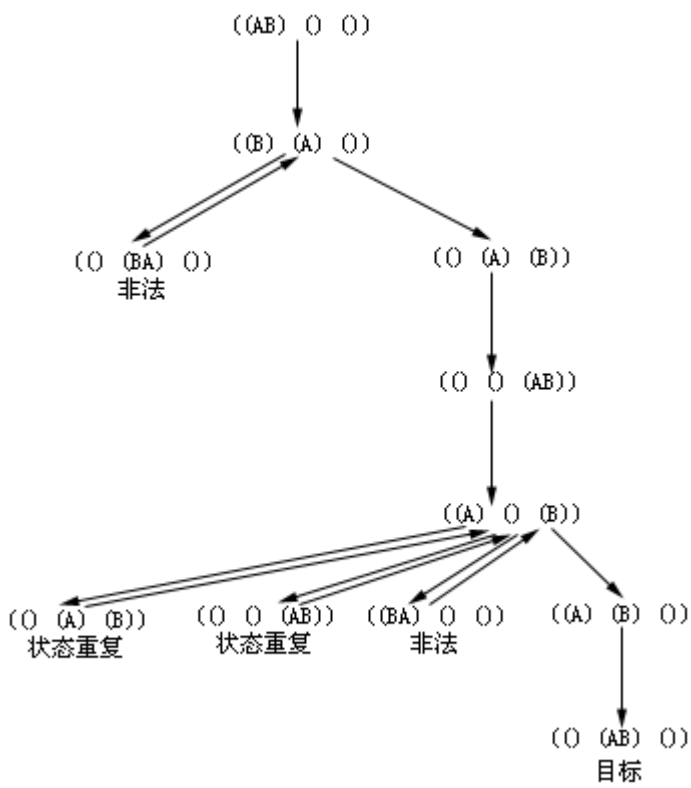 ((AB) () ())
((B) (A) ())
(() (BA) ())
非法
(() (A) (B))
(() () (AB))
((A) () (B))
(() (A) (B))
状态重复
(() () (AB))
状态重复
((BA) () ())
非法
((A) (B) ())
(() (AB) ())
目标